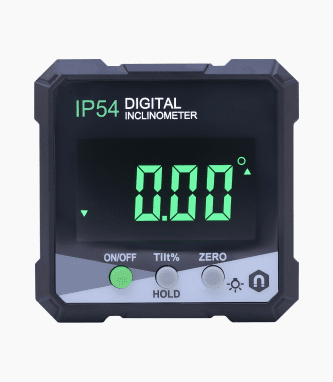 IP54 DIGITAL
INCLINOMETER
0.00°
ON/OFF Tilt% ZERO
HOLD